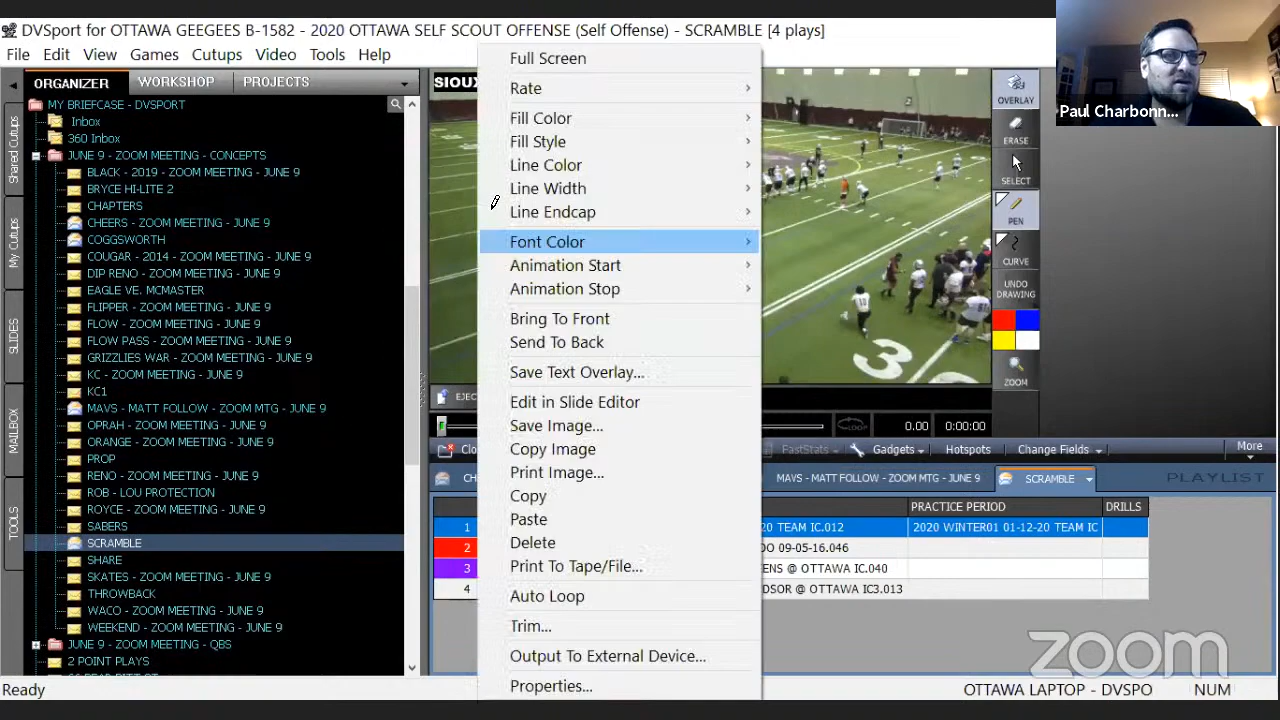 DVSport for OTTAWA GEEGEES B-1582 - 2020 OTTAWA SELF SCOUT OFFENSE (Self Offense) - SCRAMBLE [4 plays]
File Edit View Games Cutups Video Tools Help
Paul Charbonn...
ORGANIZER WORKSHOP PROJECTS
Shared Cutups
My Cutups
SLIDES
MAILBOX
TOOLS
MY BRIEFCASE - DVSPORT
Inbox
360 Inbox
JUNE 9 - ZOOM MEETING - CONCEPTS
BLACK - 2019 - ZOOM MEETING - JUNE 9
BRYCE HI-LITE 2
CHAPTERS
CHEERS - ZOOM MEETING - JUNE 9
COGGSWORTH
COUGAR - 2014 - ZOOM MEETING - JUNE 9
DIP RENO - ZOOM MEETING - JUNE 9
EAGLE VE. MCMASTER
FLIPPER - ZOOM MEETING - JUNE 9
FLOW - ZOOM MEETING - JUNE 9
FLOW PASS - ZOOM MEETING - JUNE 9
GRIZZLIES WAR - ZOOM MEETING - JUNE 9
KC - ZOOM MEETING - JUNE 9
KC1
MAVS - MATT FOLLOW - ZOOM MTG - JUNE 9
OPRAH - ZOOM MEETING - JUNE 9
ORANGE - ZOOM MEETING - JUNE 9
PROP
RENO - ZOOM MEETING - JUNE 9
ROB - LOU PROTECTION
ROYCE - ZOOM MEETING - JUNE 9
SABERS
SCRAMBLE
SHARE
SKATES - ZOOM MEETING - JUNE 9
THROWBACK
WACO - ZOOM MEETING - JUNE 9
WEEKEND - ZOOM MEETING - JUNE 9
JUNE 9 - ZOOM MEETING - QBS
2 POINT PLAYS
SIOUX
Full Screen
Rate
Fill Color
Fill Style
Line Color
Line Width
Line Endcap
Font Color
Animation Start
Animation Stop
Bring To Front
Send To Back
Save Text Overlay...
Edit in Slide Editor
Save Image...
Copy Image
Print Image...
Copy
Paste
Delete
Print To Tape/File...
Auto Loop
Trim...
Output To External Device...
Properties...
30
OVERLAY
ERASE
SELECT
PEN
CURVE
UNDO DRAWING
ZOOM
EJEC
LOOP 0.00 0:00:00
Clo FastStats Gadgets Hotspots Change Fields More
CH MAVS - MATT FOLLOW - ZOOM MTG - JUNE 9 SCRAMBLE PLAYLIST
PRACTICE PERIOD DRILLS
1 20 TEAM IC.012 2020 WINTER01 01-12-20 TEAM IC
2 DO 09-05-16.046
3 ENS @ OTTAWA IC.040
4 DSOR @ OTTAWA IC3.013
zoom
Ready OTTAWA LAPTOP - DVSPO NUM